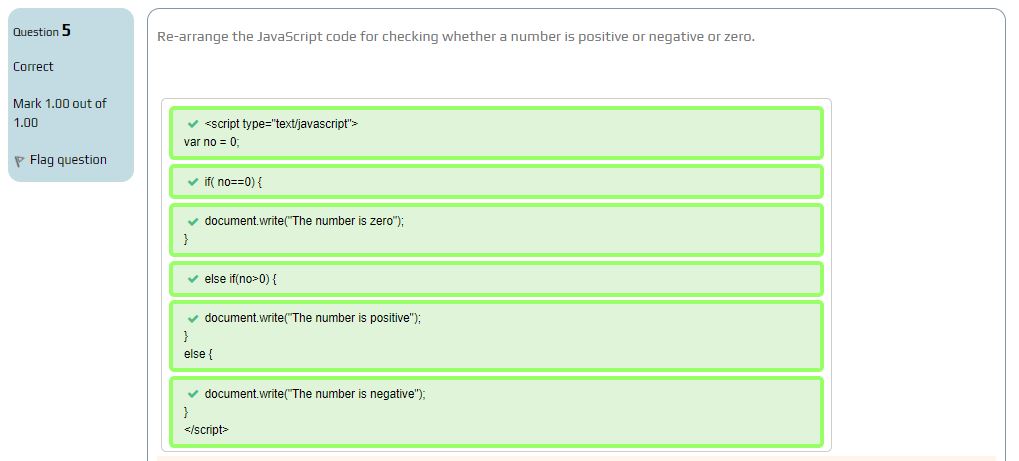 Question 5
Correct
Mark 1.00 out of
1.00
Flag question
Re-arrange the JavaScript code for checking whether a number is positive or negative or zero.
<script type="text/javascript">
var no = 0;
if( no==0) {
document.write("The number is zero");
}
else if(no>0) {
document.write("The number is positive");
}
else {
document.write("The number is negative");
}
</script>